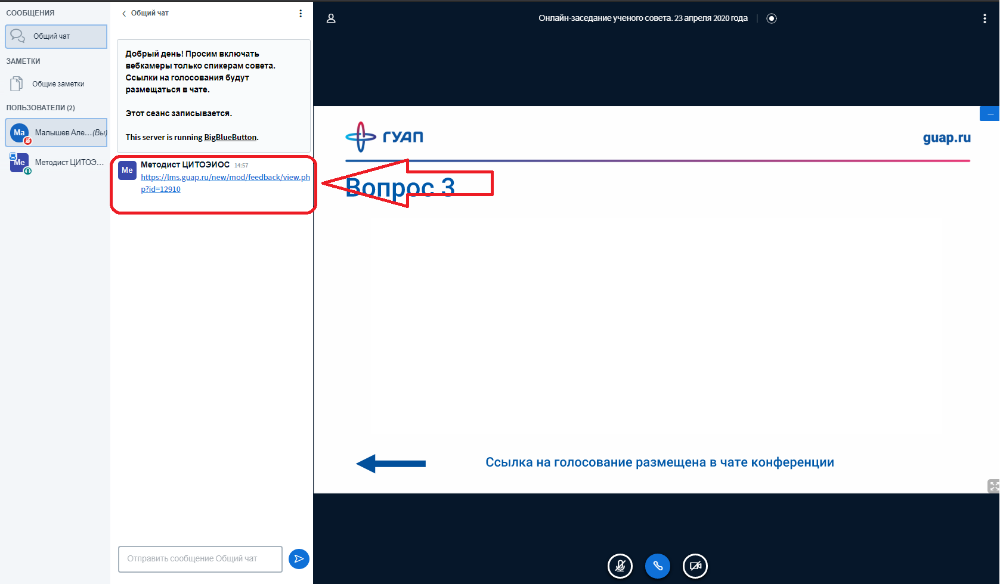 СООБЩЕНИЯ
Общий чат
ЗАМЕТКИ
Общие заметки
ПОЛЬЗОВАТЕЛИ (2)
Ma
Малышев Але...(Вы)
Me
Методист ЦИТОЭ...
Общий чат
Добрый день! Просим включать
вебкамеры только спикерам совета.
Ссылки на голосования будут
размещаться в чате.
Этот сеанс записывается.
This server is running BigBlueButton.
Me
Методист ЦИТОЭИОС 14:57
https://lms.guap.ru/new/mod/feedback/view.ph
p?id=12910
Отправить сообщение Общий чат
Онлайн-заседание ученого совета. 23 апреля 2020 года
ГУАП
guap.ru
Вопрос 3
Ссылка на голосование размещена в чате конференции